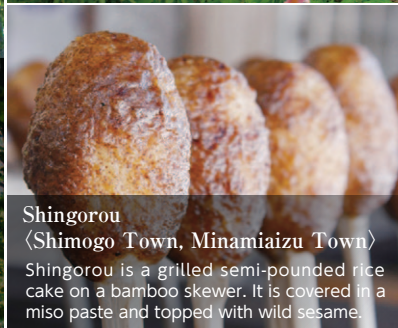 Shingorou
〈Shimogo Town, Minamiaizu Town〉
Shingorou is a grilled semi-pounded rice
cake on a bamboo skewer. It is covered in a
miso paste and topped with wild sesame.